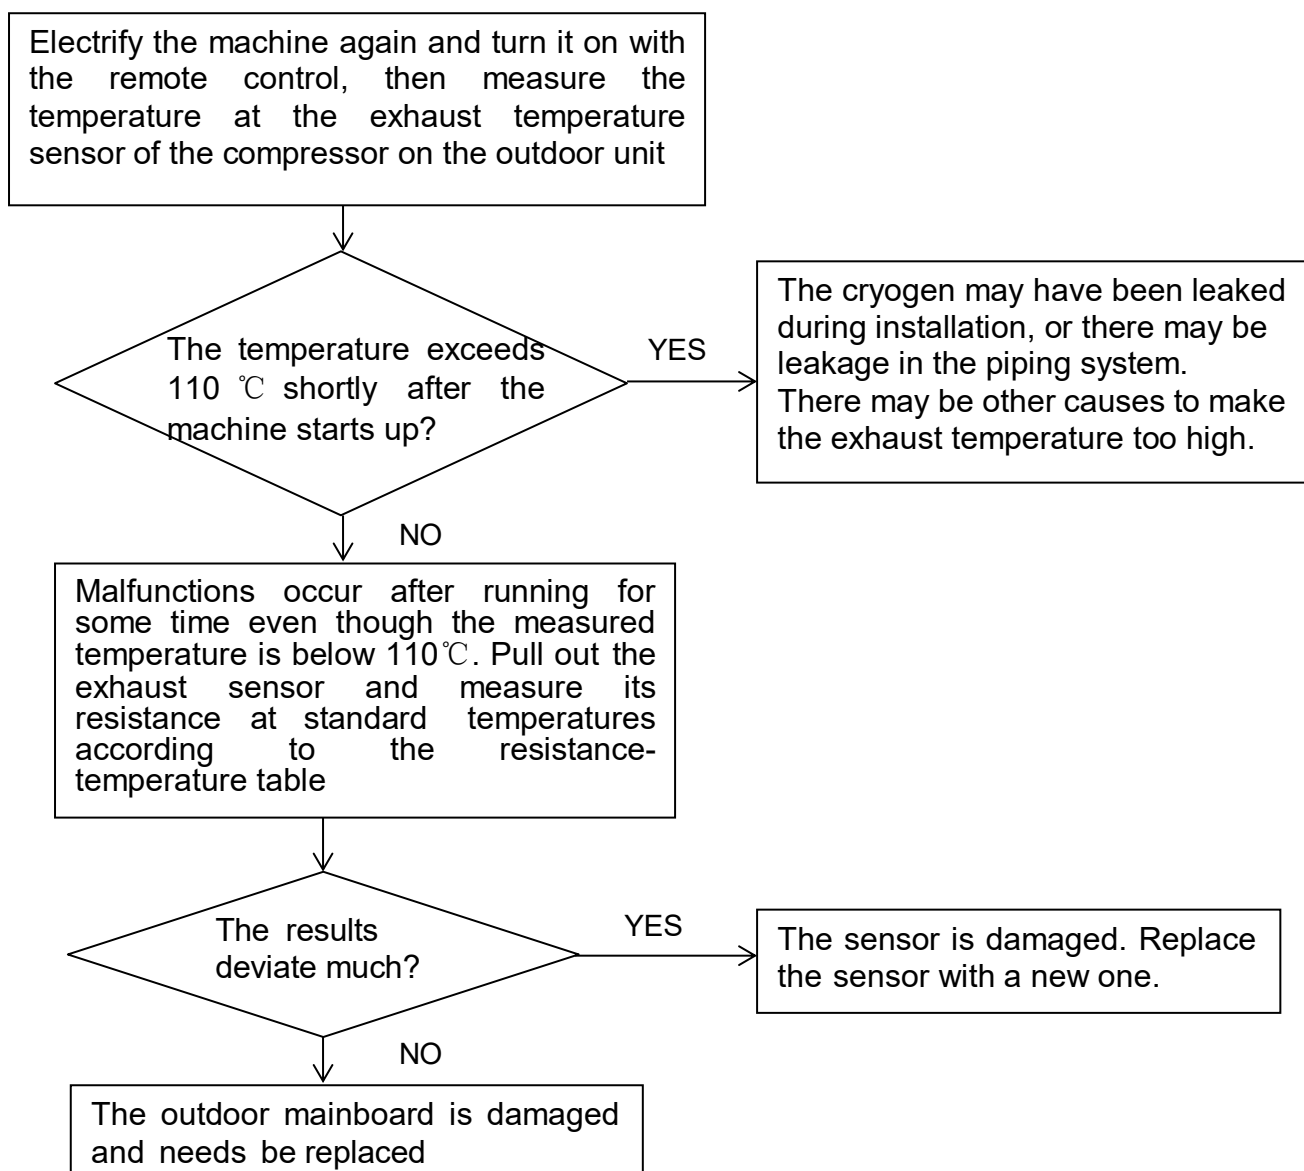 Electrify the machine again and turn it on with
the remote control, then measure the
temperature at the exhaust temperature
sensor of the compressor on the outdoor unit
The temperature exceeds
110 ℃ shortly after the
machine starts up?
YES
The cryogen may have been leaked
during installation, or there may be
leakage in the piping system.
There may be other causes to make
the exhaust temperature too high.
NO
Malfunctions occur after running for
some time even though the measured
temperature is below 110℃. Pull out the
exhaust sensor and measure its
resistance at standard temperatures
according to the resistance-
temperature table
The results
deviate much?
YES
The sensor is damaged. Replace
the sensor with a new one.
NO
The outdoor mainboard is damaged
and needs be replaced